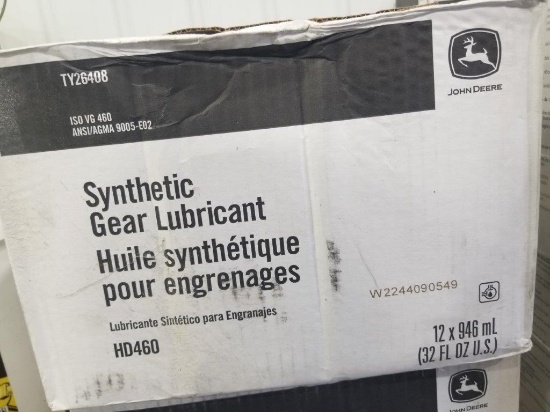 TY26408
ISO VG 460
ANSI/AGMA 9005-E02
JOHN DEERE
Synthetic
Gear Lubricant
Huile synthétique
pour engrenages
Lubricante Sintético para Engranajes
HD460
W2244090549
12 x 946 mL
(32 FL OZ U.S.)
JOHN DEERE